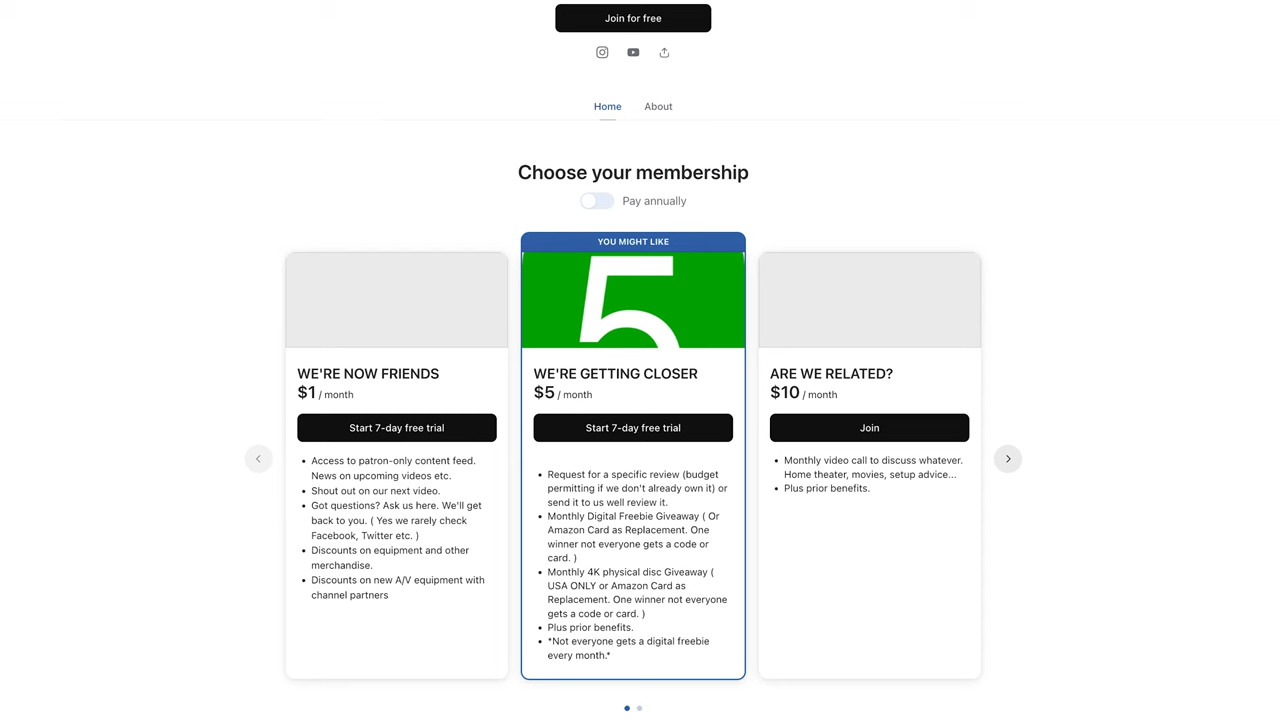 Join for free
Home
About
Choose your membership
Pay annually
YOU MIGHT LIKE
5
WE'RE NOW FRIENDS
$1 / month
Start 7-day free trial
Access to patron-only content feed.
News on upcoming videos etc.
Shout out on our next video.
Got questions? Ask us here. We'll get
back to you. ( Yes we rarely check
Facebook, Twitter etc. )
Discounts on equipment and other
merchandise.
Discounts on new A/V equipment with
channel partners
WE'RE GETTING CLOSER
$5 / month
Start 7-day free trial
Request for a specific review (budget
permitting if we don't already own it) or
send it to us well review it.
Monthly Digital Freebie Giveaway ( Or
Amazon Card as Replacement. One
winner not everyone gets a code or
card. )
Monthly 4K physical disc Giveaway (
USA ONLY or Amazon Card as
Replacement. One winner not everyone
gets a code or card. )
Plus prior benefits.
*Not everyone gets a digital freebie
every month.*
ARE WE RELATED?
$10 / month
Join
Monthly video call to discuss whatever.
Home theater, movies, setup advice...
Plus prior benefits.